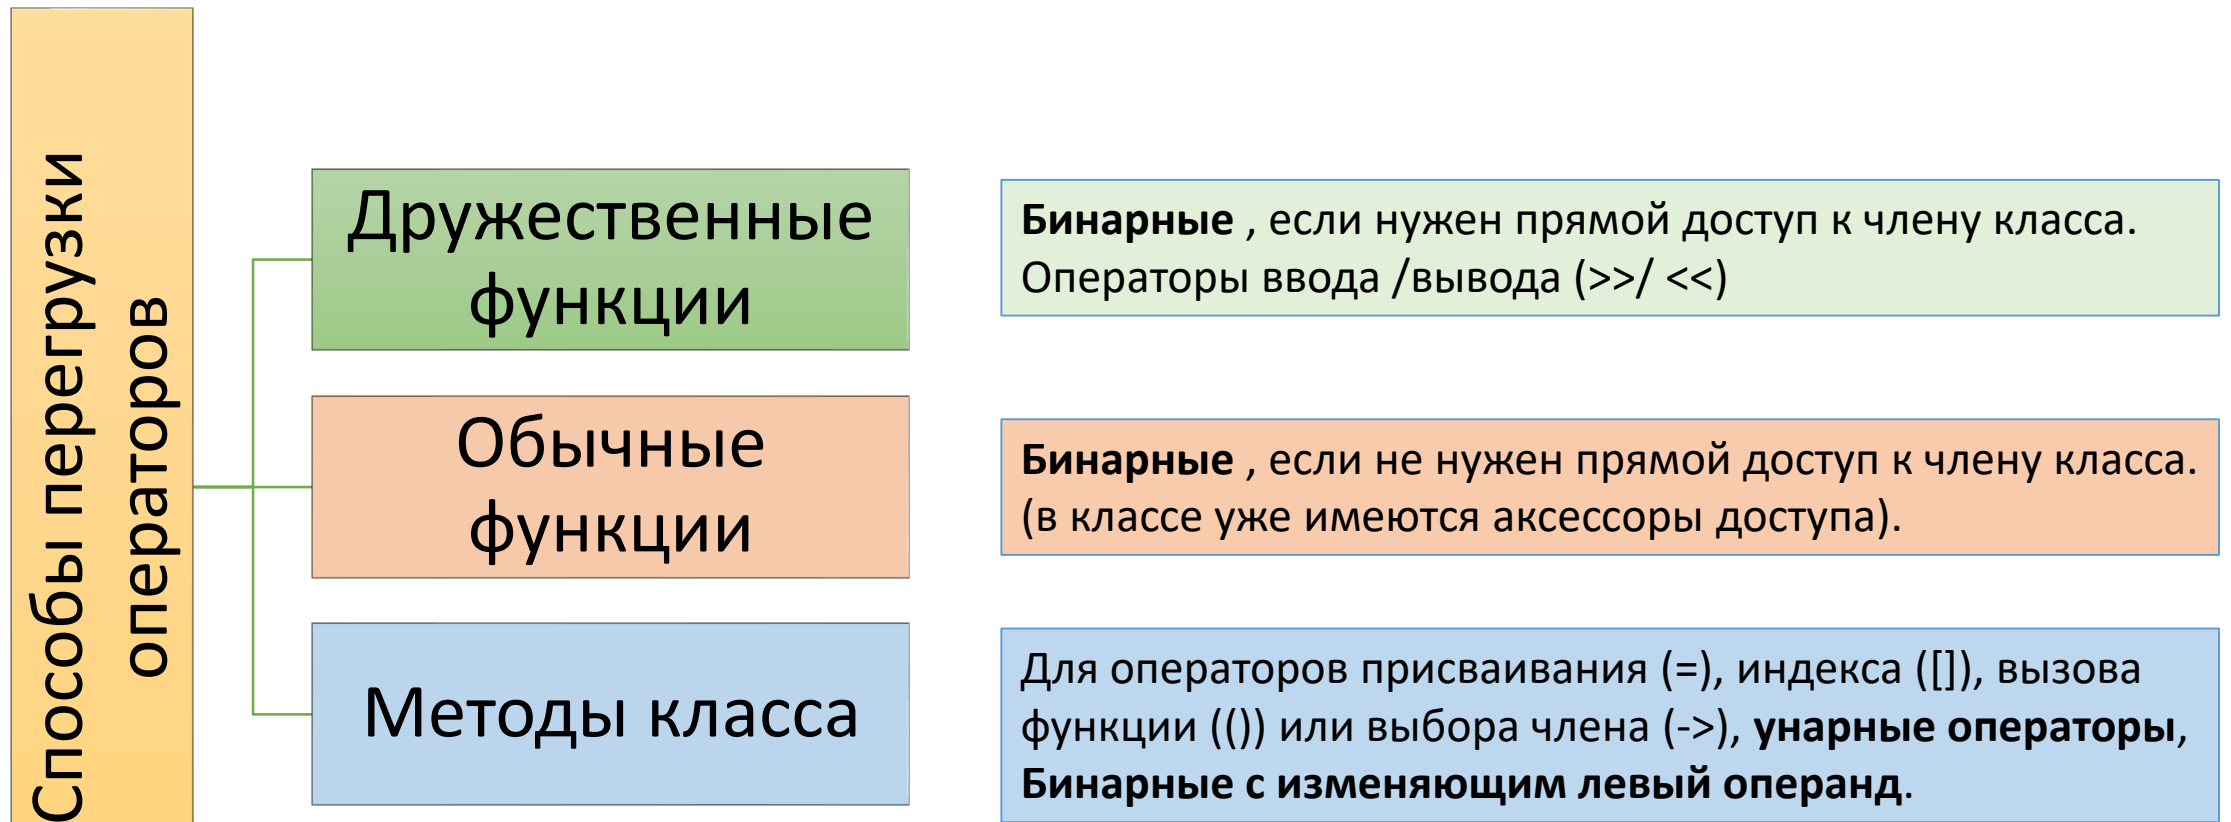 Способы перегрузки
операторов
Дружественные
функции
Бинарные , если нужен прямой доступ к члену класса.
Операторы ввода /вывода (>>/ <<)
Обычные
функции
Бинарные , если не нужен прямой доступ к члену класса.
(в классе уже имеются аксессоры доступа).
Методы класса
Для операторов присваивания (=), индекса ([]), вызова
функции (()) или выбора члена (->), унарные операторы,
Бинарные с изменяющим левый операнд.